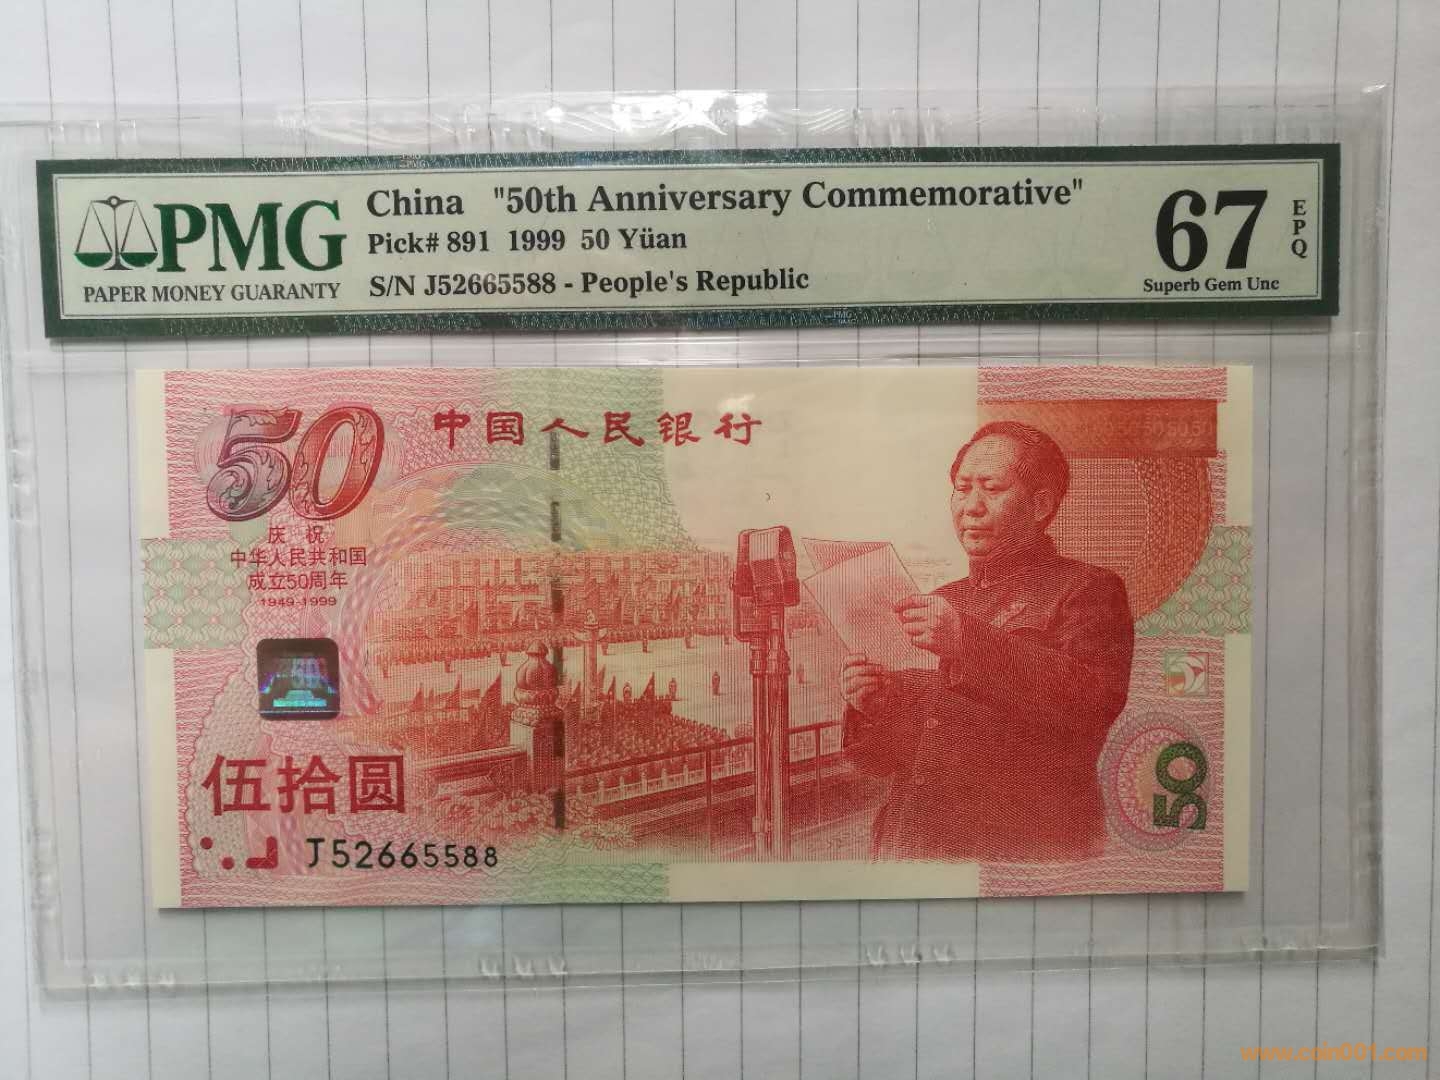 China "50th Anniversary Commemorative"
PMG
Pick# 891 1999 50 Yüan
PAPER MONEY GUARANTY
S/N J52665588 - People's Republic
67
EPQ
Superb Gem Unc
50
中国人民银行
庆祝
中华人民共和国
成立50周年
1949-1999
伍拾圆
J52665588
50
www.coin001.com